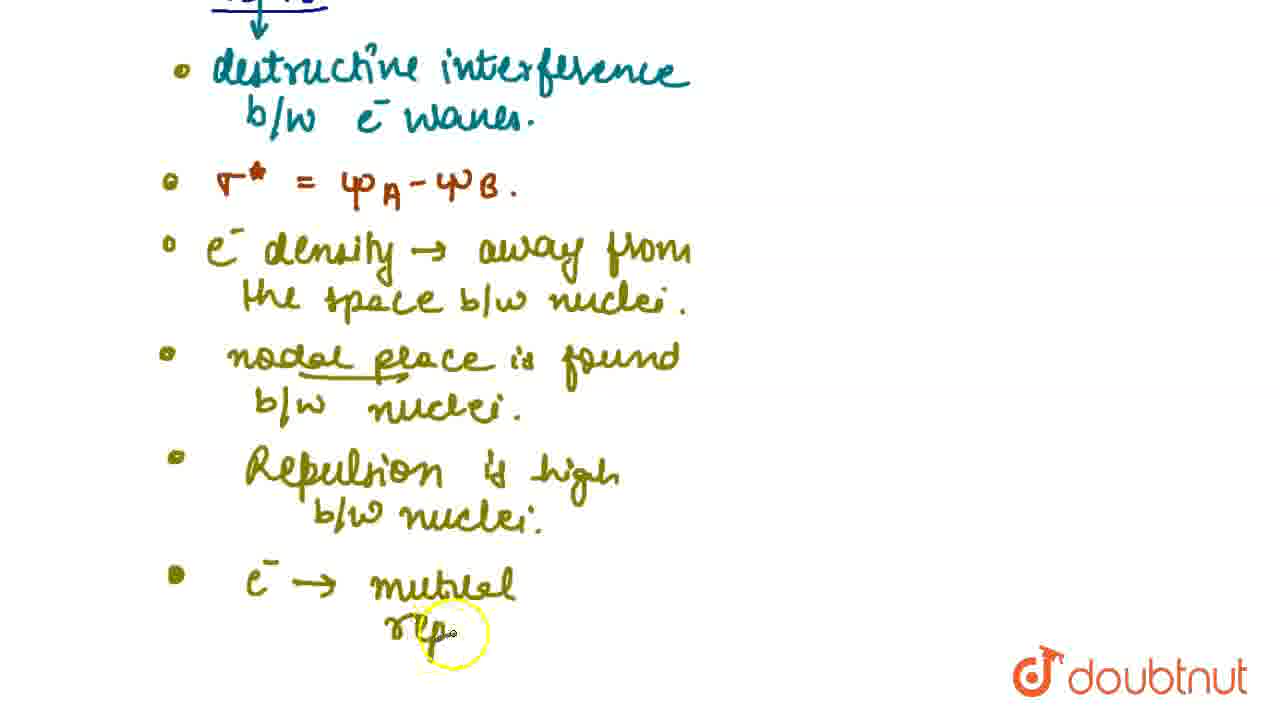 • destructive interference
b/w e⁻ waves.
• σ* = ψA - ψB.
• e⁻ density → away from
the space b/w nuclei.
• nodal place is found
b/w nuclei.
• Repulsion is high
b/w nuclei.
• e⁻ → mutual
rep
doubtnut